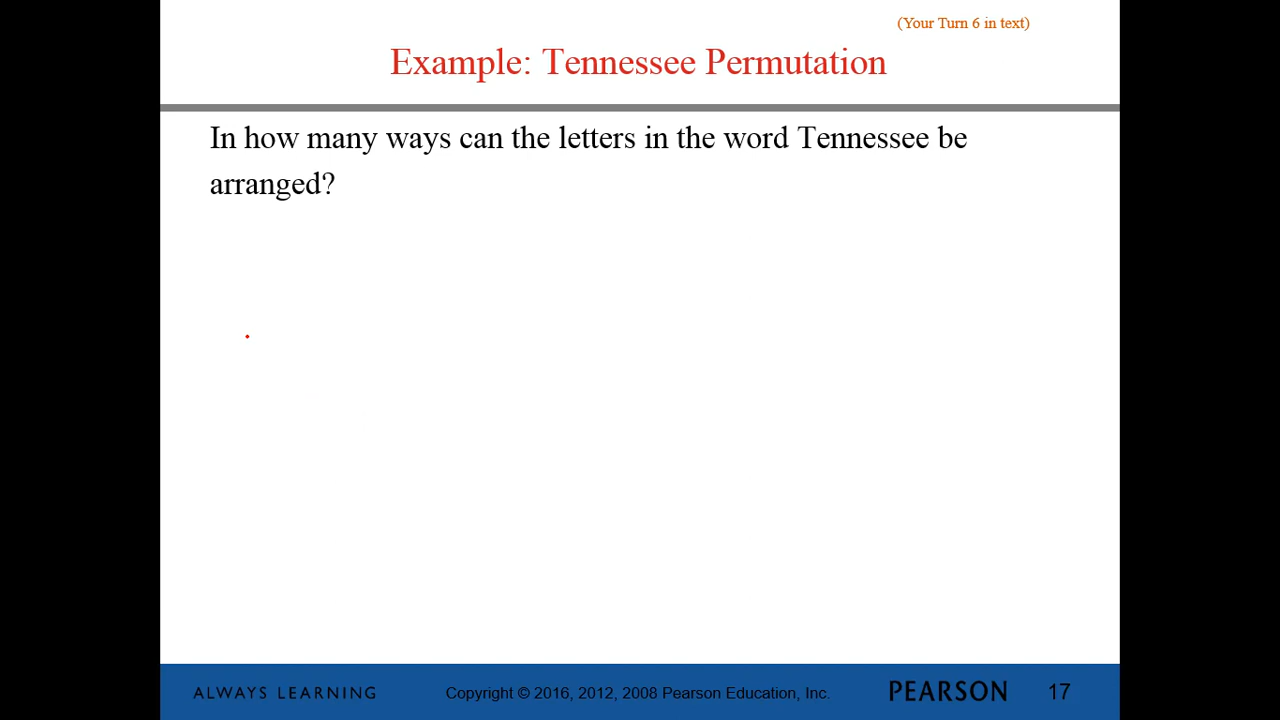 (Your Turn 6 in text)
Example: Tennessee Permutation
In how many ways can the letters in the word Tennessee be
arranged?
ALWAYS LEARNING
Copyright © 2016, 2012, 2008 Pearson Education, Inc.
PEARSON
17